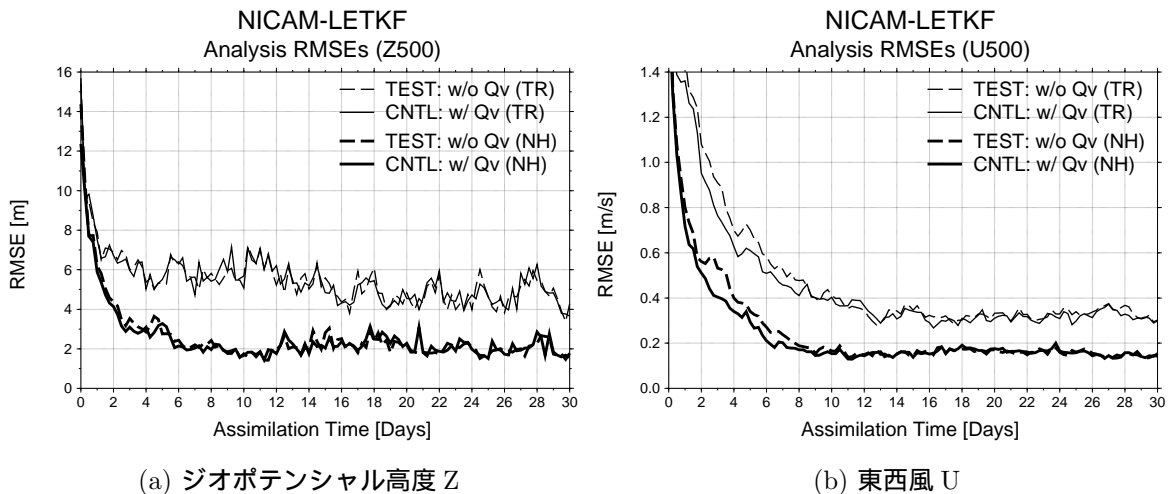 NICAM-LETKF
Analysis RMSEs (Z500)
16
14
12
10
8
6
4
2
0
RMSE [m]
TEST: w/o Qv (TR)
CNTL: w/ Qv (TR)
TEST: w/o Qv (NH)
CNTL: w/ Qv (NH)
0 2 4 6 8 10 12 14 16 18 20 22 24 26 28 30
Assimilation Time [Days]
(a) ジオポテンシャル高度 Z
NICAM-LETKF
Analysis RMSEs (U500)
1.4
1.2
1.0
0.8
0.6
0.4
0.2
0.0
RMSE [m/s]
TEST: w/o Qv (TR)
CNTL: w/ Qv (TR)
TEST: w/o Qv (NH)
CNTL: w/ Qv (NH)
0 2 4 6 8 10 12 14 16 18 20 22 24 26 28 30
Assimilation Time [Days]
(b) 東西風 U